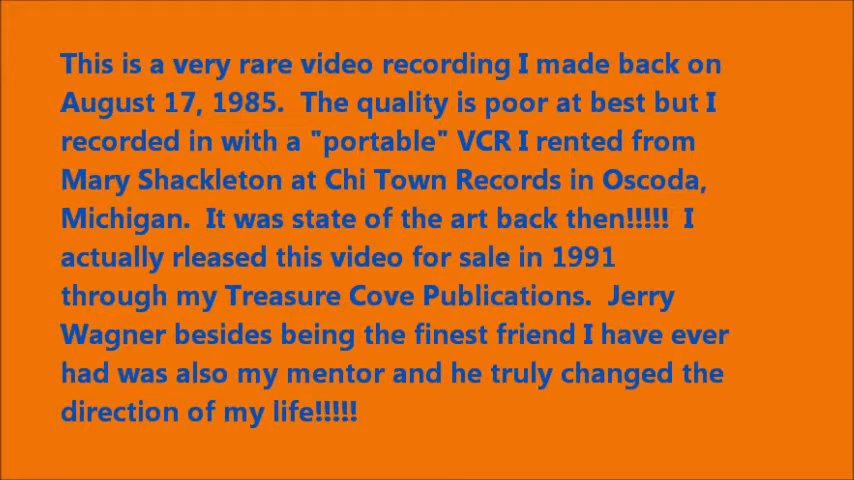 This is a very rare video recording I made back on
August 17, 1985.  The quality is poor at best but I
recorded in with a "portable" VCR I rented from
Mary Shackleton at Chi Town Records in Oscoda,
Michigan.  It was state of the art back then!!!!!  I
actually rleased this video for sale in 1991
through my Treasure Cove Publications.  Jerry
Wagner besides being the finest friend I have ever
had was also my mentor and he truly changed the
direction of my life!!!!!